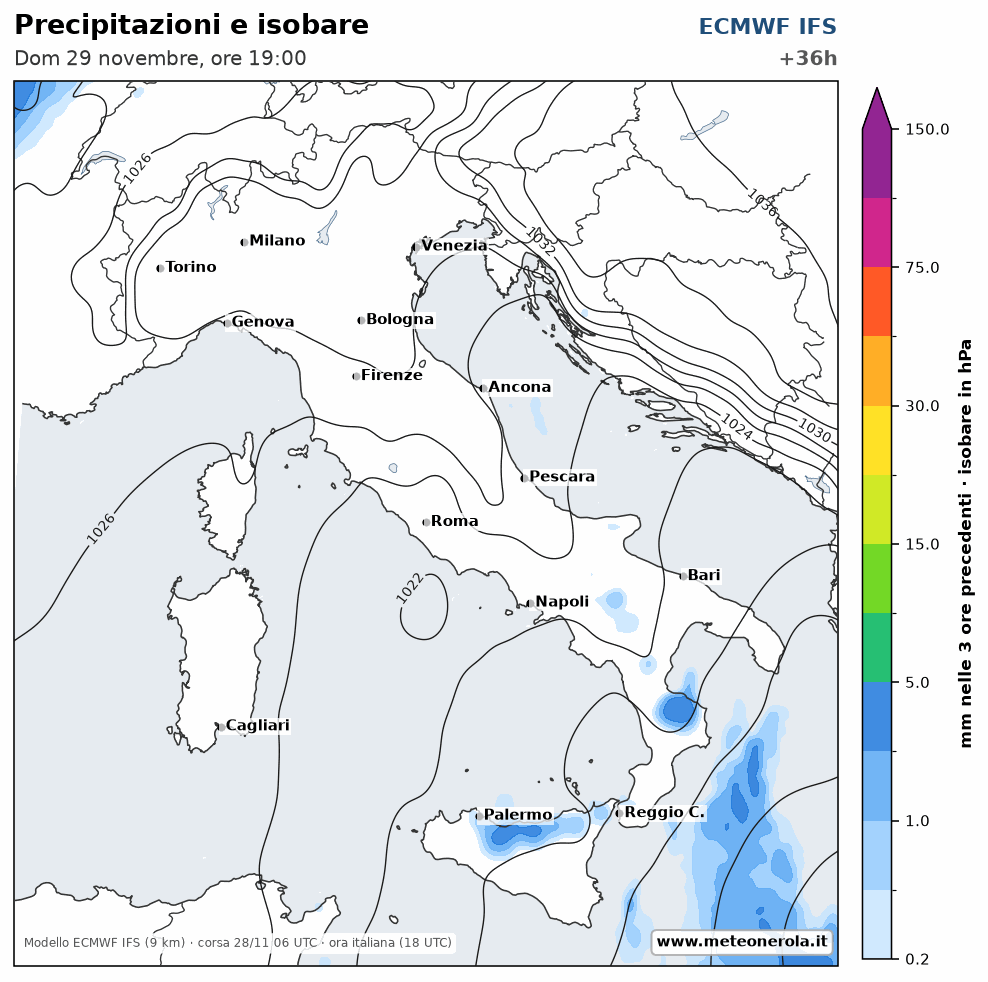 Precipitazioni e isobare
ECMWF IFS
Dom 29 novembre, ore 19:00
+36h
1026
1036
1032
Milano
Venezia
Torino
Genova
Bologna
Firenze
Ancona
1024
1030
Pescara
1026
Roma
Bari
1022
Napoli
Cagliari
Palermo
Reggio C.
Modello ECMWF IFS (9 km) · corsa 28/11 06 UTC · ora italiana (18 UTC)
www.meteonerola.it
150.0
75.0
30.0
15.0
5.0
1.0
0.2
mm nelle 3 ore precedenti · isobare in hPa